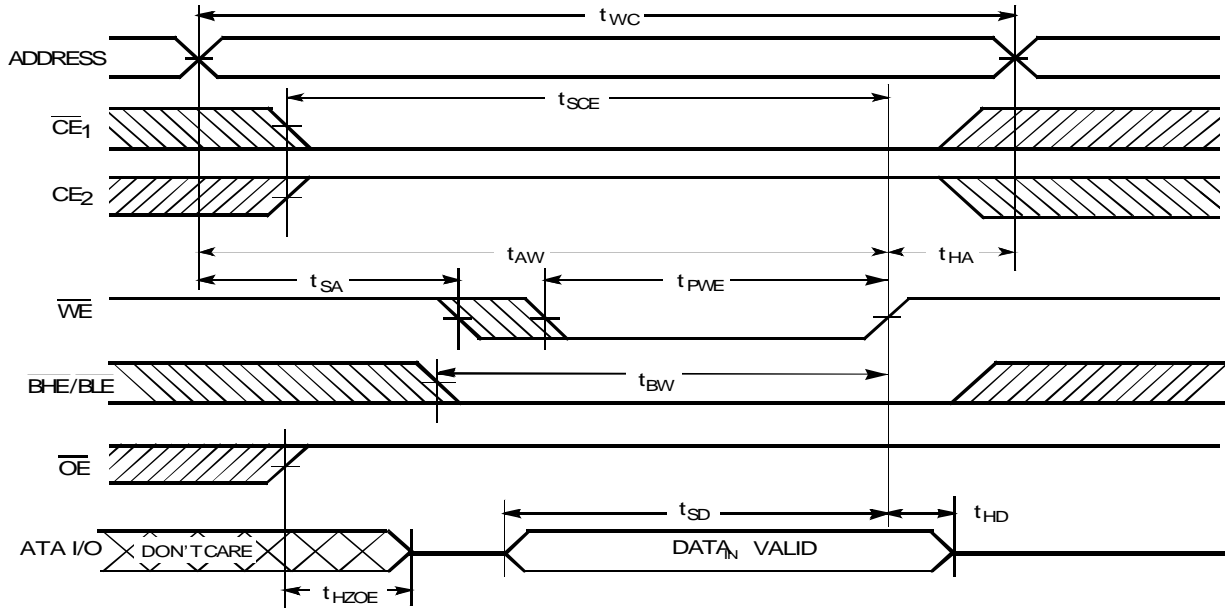 tWC
ADDRESS
tSCE
CE1
CE2
tAW
tHA
tSA
tPWE
WE
BHE/BLE
tBW
OE
tSD
tHD
ATA I/O
DON'T CARE
DATAIN VALID
tHZOE